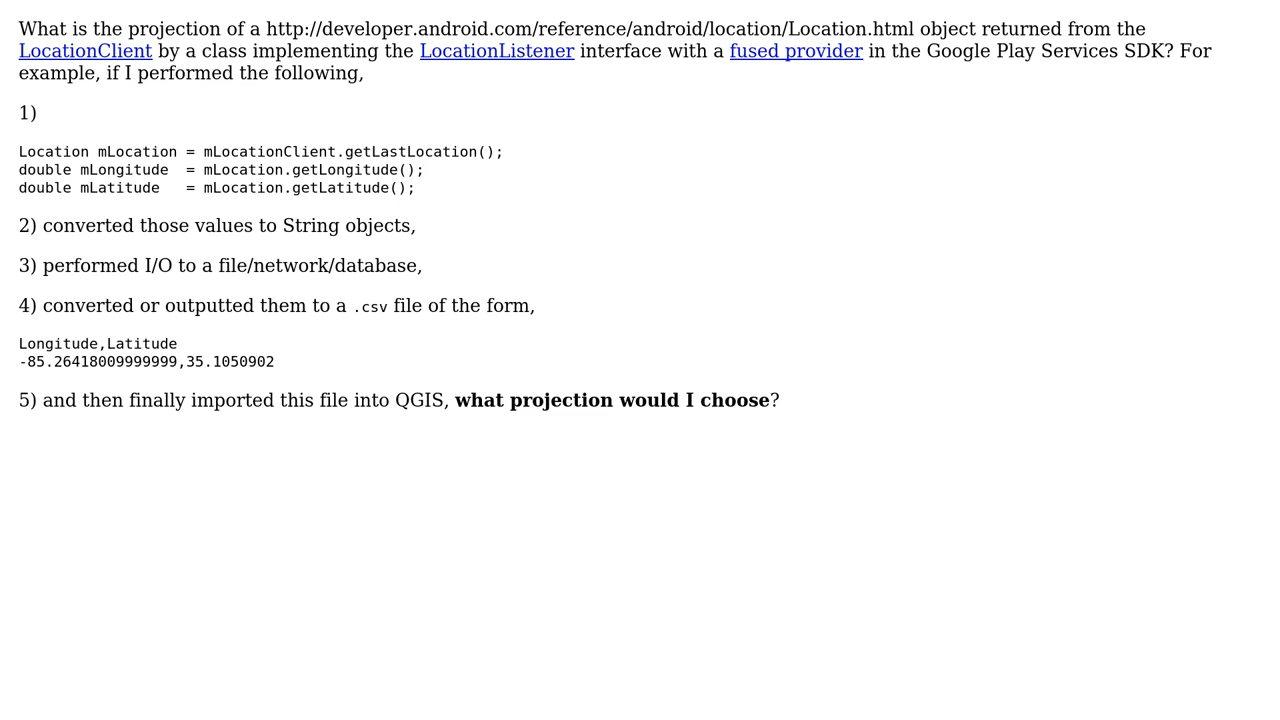 What is the projection of a http://developer.android.com/reference/android/location/Location.html object returned from the
LocationClient by a class implementing the LocationListener interface with a fused provider in the Google Play Services SDK? For
example, if I performed the following,
1)
Location mLocation = mLocationClient.getLastLocation();
double mLongitude  = mLocation.getLongitude();
double mLatitude   = mLocation.getLatitude();
2) converted those values to String objects,
3) performed I/O to a file/network/database,
4) converted or outputted them to a .csv file of the form,
Longitude,Latitude
-85.26418009999999,35.1050902
5) and then finally imported this file into QGIS, what projection would I choose?